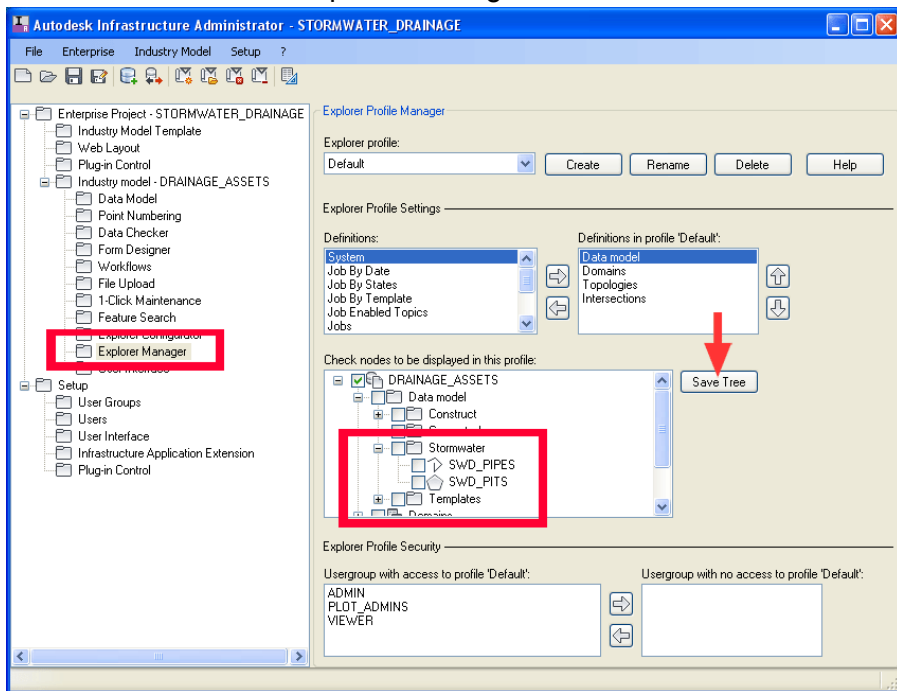 Autodesk Infrastructure Administrator - STORMWATER_DRAINAGE
File Enterprise Industry Model Setup ?
Enterprise Project - STORMWATER_DRAINAGE
Industry Model Template
Web Layout
Plug-in Control
Industry model - DRAINAGE_ASSETS
Data Model
Point Numbering
Data Checker
Form Designer
Workflows
File Upload
1-Click Maintenance
Feature Search
Explorer Configurator
Explorer Manager
User Interface
Setup
User Groups
Users
User Interface
Infrastructure Application Extension
Plug-in Control
Explorer Profile Manager
Explorer profile:
Default Create Rename Delete Help
Explorer Profile Settings
Definitions:
System
Job By Date
Job By States
Job By Template
Job Enabled Topics
Jobs
Definitions in profile 'Default':
Data model
Domains
Topologies
Intersections
Check nodes to be displayed in this profile:
DRAINAGE_ASSETS
Data model
Construct
Stormwater
SWD_PIPES
SWD_PITS
Templates
Domains
Save Tree
Explorer Profile Security
Usergroup with access to profile 'Default':
ADMIN
PLOT_ADMINS
VIEWER
Usergroup with no access to profile 'Default':